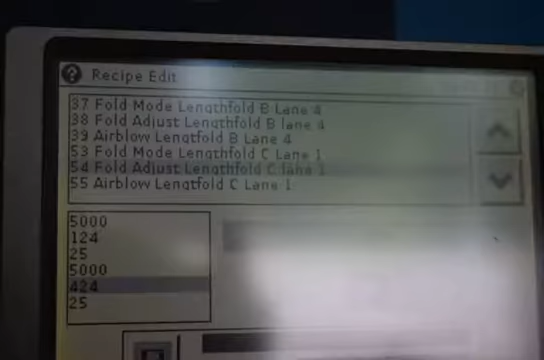 Recipe Edit
37 Fold Mode Lengthfold B Lane 4
38 Fold Adjust Lengthfold B lane 4
39 Airblow Lengtfold B Lane 4
53 Fold Mode Lengthfold C Lane 1
54 Fold Adjust Lengthfold C lane 1
55 Airblow Lengtfold C Lane 1
5000
124
25
5000
424
25